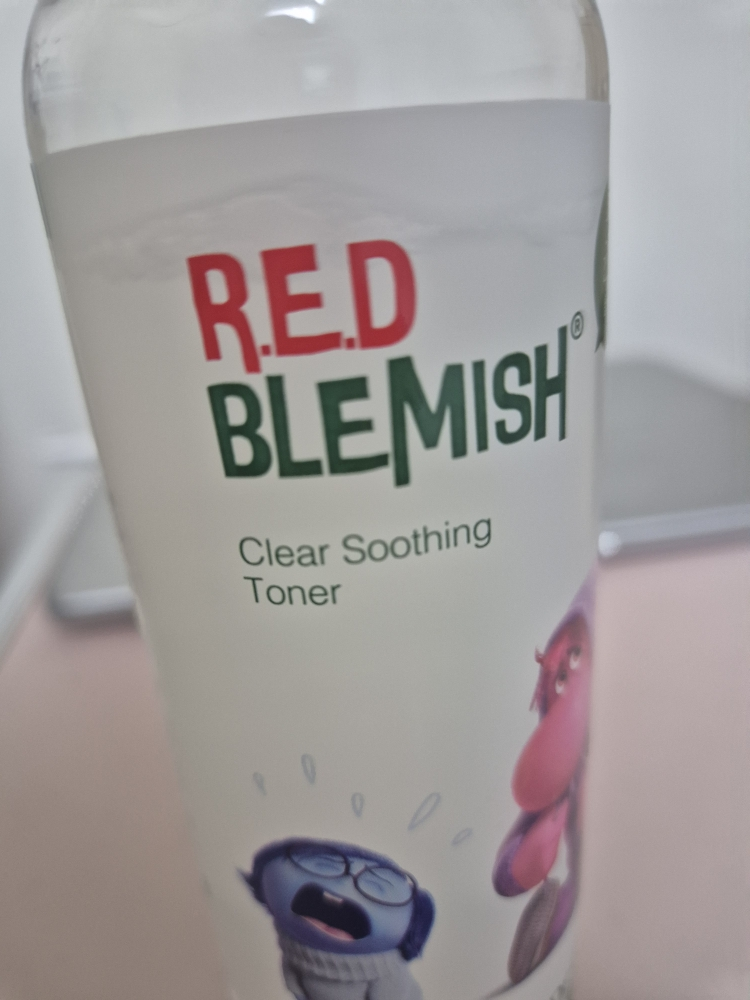 R.E.D
BLEMISH®
Clear Soothing
Toner